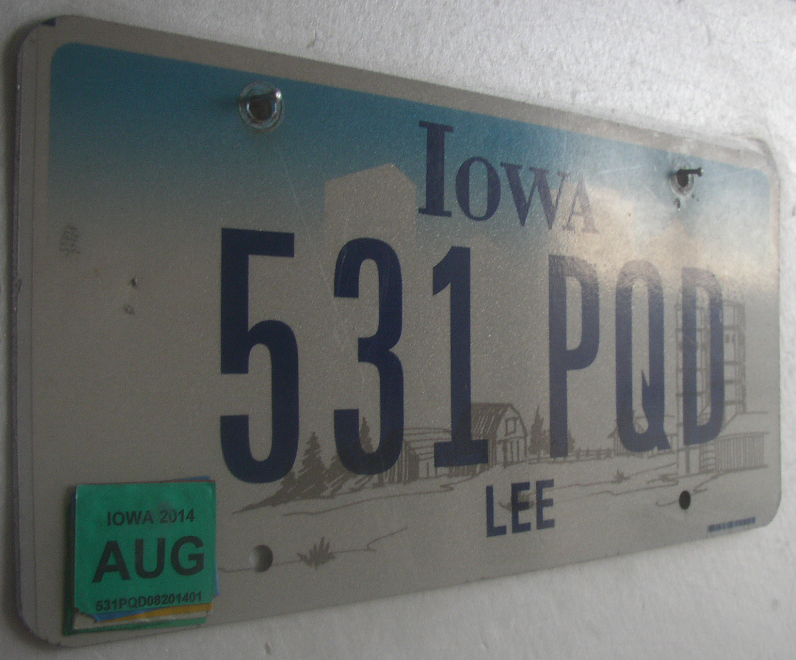 IOWA
531 PQD
LEE
IOWA 2014
AUG
531PQD08201401